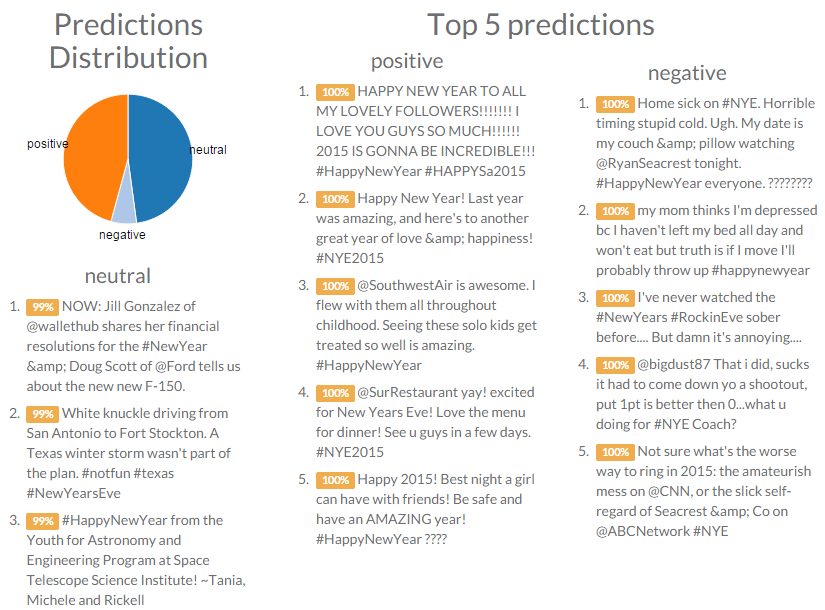 Predictions
Distribution
positive
neutral
negative
neutral
1. 99% NOW: Jill Gonzalez of
@wallethub shares her financial
resolutions for the #NewYear
&amp; Doug Scott of @Ford tells us
about the new new F-150.
2. 99% White knuckle driving from
San Antonio to Fort Stockton. A
Texas winter storm wasn't part of
the plan. #notfun #texas
#NewYearsEve
3. 99% #HappyNewYear from the
Youth for Astronomy and
Engineering Program at Space
Telescope Science Institute! ~Tania,
Michele and Rickell
Top 5 predictions
positive
1. 100% HAPPY NEW YEAR TO ALL
MY LOVELY FOLLOWERS!!!!!!! I
LOVE YOU GUYS SO MUCH!!!!!!
2015 IS GONNA BE INCREDIBLE!!!
#HappyNewYear #HAPPYSa2015
2. 100% Happy New Year! Last year
was amazing, and here's to another
great year of love &amp; happiness!
#NYE2015
3. 100% @SouthwestAir is awesome. I
flew with them all throughout
childhood. Seeing these solo kids get
treated so well is amazing.
#HappyNewYear
4. 100% @SurRestaurant yay! excited
for New Years Eve! Love the menu
for dinner! See u guys in a few days.
#NYE2015
5. 100% Happy 2015! Best night a girl
can have with friends! Be safe and
have an AMAZING year!
#HappyNewYear ????
negative
1. 100% Home sick on #NYE. Horrible
timing stupid cold. Ugh. My date is
my couch &amp; pillow watching
@RyanSeacrest tonight.
#HappyNewYear everyone. ????????
2. 100% my mom thinks I'm depressed
bc I haven't left my bed all day and
won't eat but truth is if I move I'll
probably throw up #happynewyear
3. 100% I've never watched the
#NewYears #RockinEve sober
before.... But damn it's annoying....
4. 100% @bigdust87 That i did, sucks
it had to come down yo a shootout,
put 1pt is better then 0...what u
doing for #NYE Coach?
5. 100% Not sure what's the worse
way to ring in 2015: the amateurish
mess on @CNN, or the slick self-
regard of Seacrest &amp; Co on
@ABCNetwork #NYE